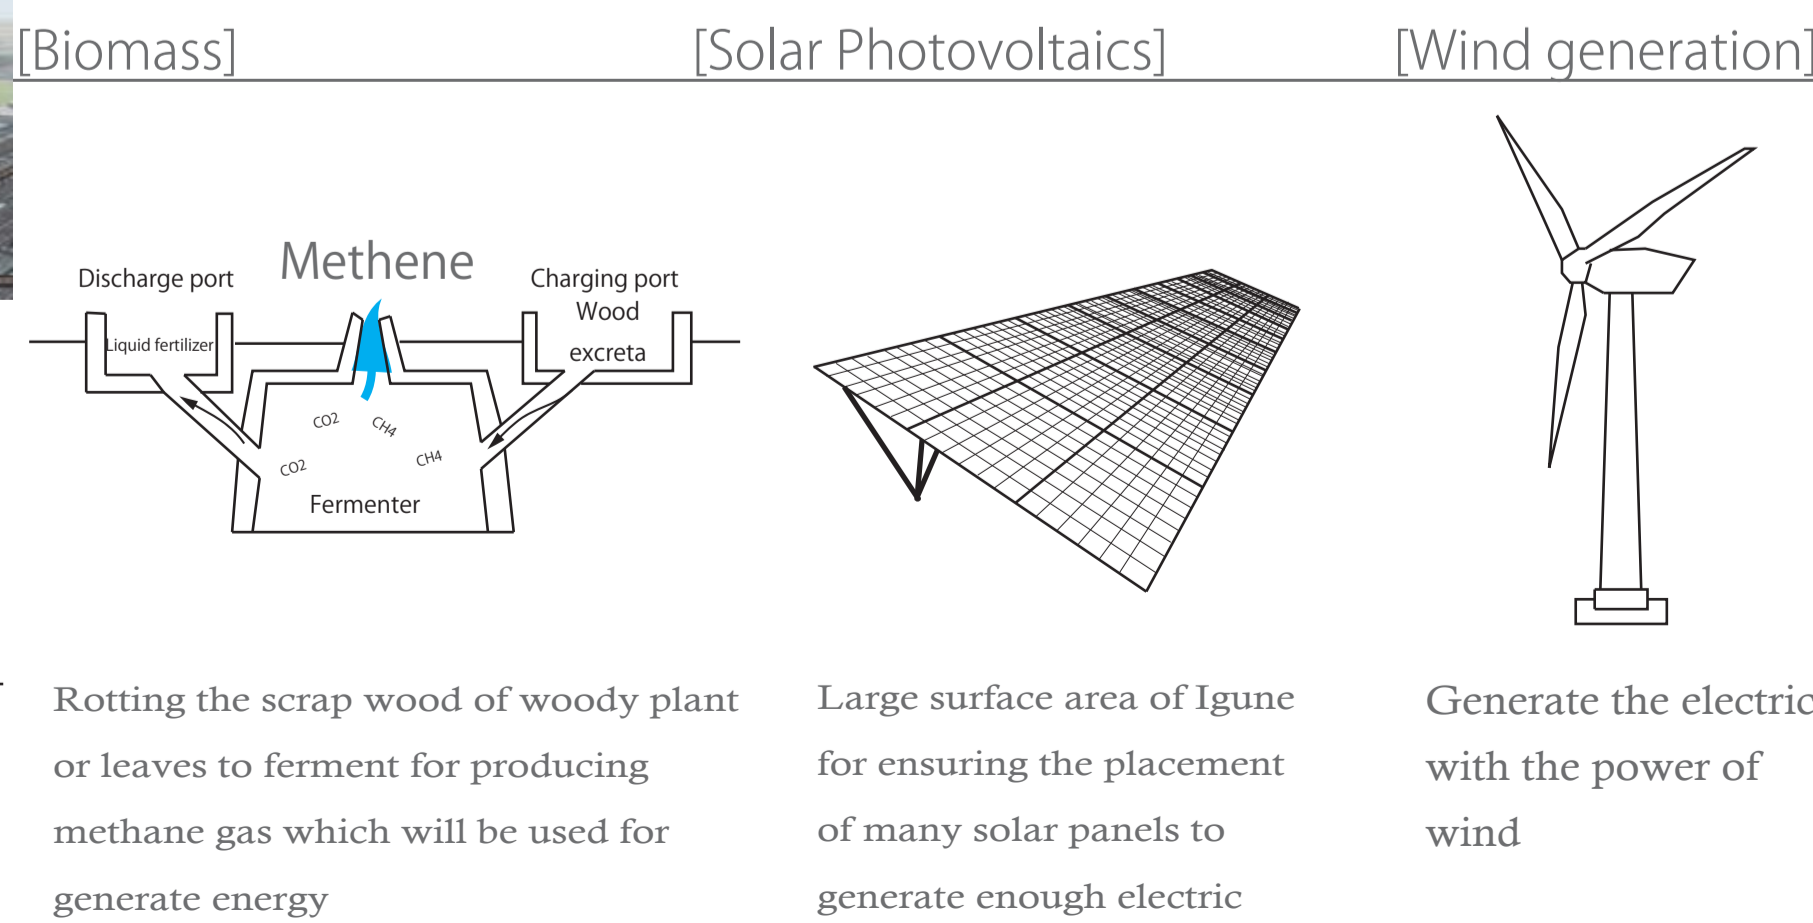 [Biomass]
[Solar Photovoltaics]
[Wind generation]
Methene
Discharge port
Charging port
Wood
excreta
Liquid fertilizer
CO2
CH4
CO2
CH4
Fermenter
Rotting the scrap wood of woody plant
or leaves to ferment for producing
methane gas which will be used for
generate energy
Large surface area of Igune
for ensuring the placement
of many solar panels to
generate enough electric
Generate the electric
with the power of
wind